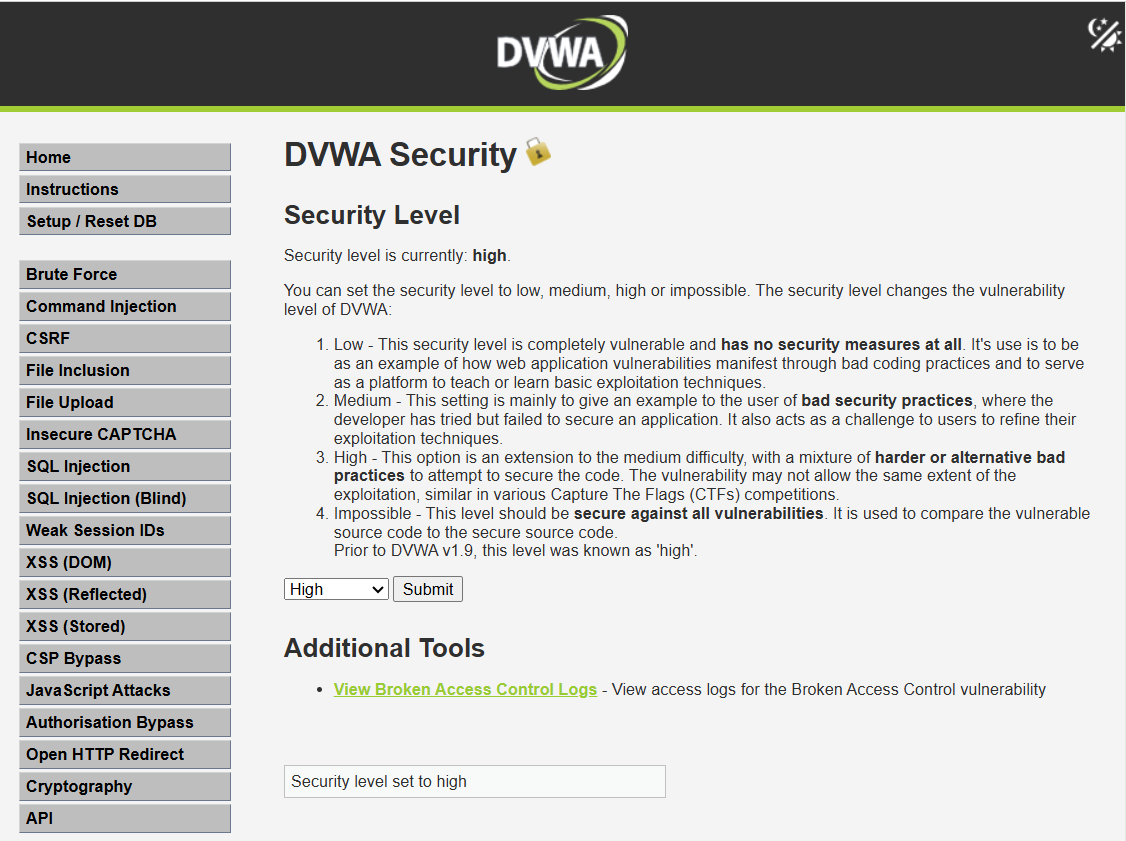 DVWA
Home
Instructions
Setup / Reset DB
Brute Force
Command Injection
CSRF
File Inclusion
File Upload
Insecure CAPTCHA
SQL Injection
SQL Injection (Blind)
Weak Session IDs
XSS (DOM)
XSS (Reflected)
XSS (Stored)
CSP Bypass
JavaScript Attacks
Authorisation Bypass
Open HTTP Redirect
Cryptography
API
DVWA Security
Security Level
Security level is currently: high.
You can set the security level to low, medium, high or impossible. The security level changes the vulnerability
level of DVWA:
1. Low - This security level is completely vulnerable and has no security measures at all. It's use is to be
as an example of how web application vulnerabilities manifest through bad coding practices and to serve
as a platform to teach or learn basic exploitation techniques.
2. Medium - This setting is mainly to give an example to the user of bad security practices, where the
developer has tried but failed to secure an application. It also acts as a challenge to users to refine their
exploitation techniques.
3. High - This option is an extension to the medium difficulty, with a mixture of harder or alternative bad
practices to attempt to secure the code. The vulnerability may not allow the same extent of the
exploitation, similar in various Capture The Flags (CTFs) competitions.
4. Impossible - This level should be secure against all vulnerabilities. It is used to compare the vulnerable
source code to the secure source code.
Prior to DVWA v1.9, this level was known as 'high'.
High Submit
Additional Tools
• View Broken Access Control Logs - View access logs for the Broken Access Control vulnerability
Security level set to high